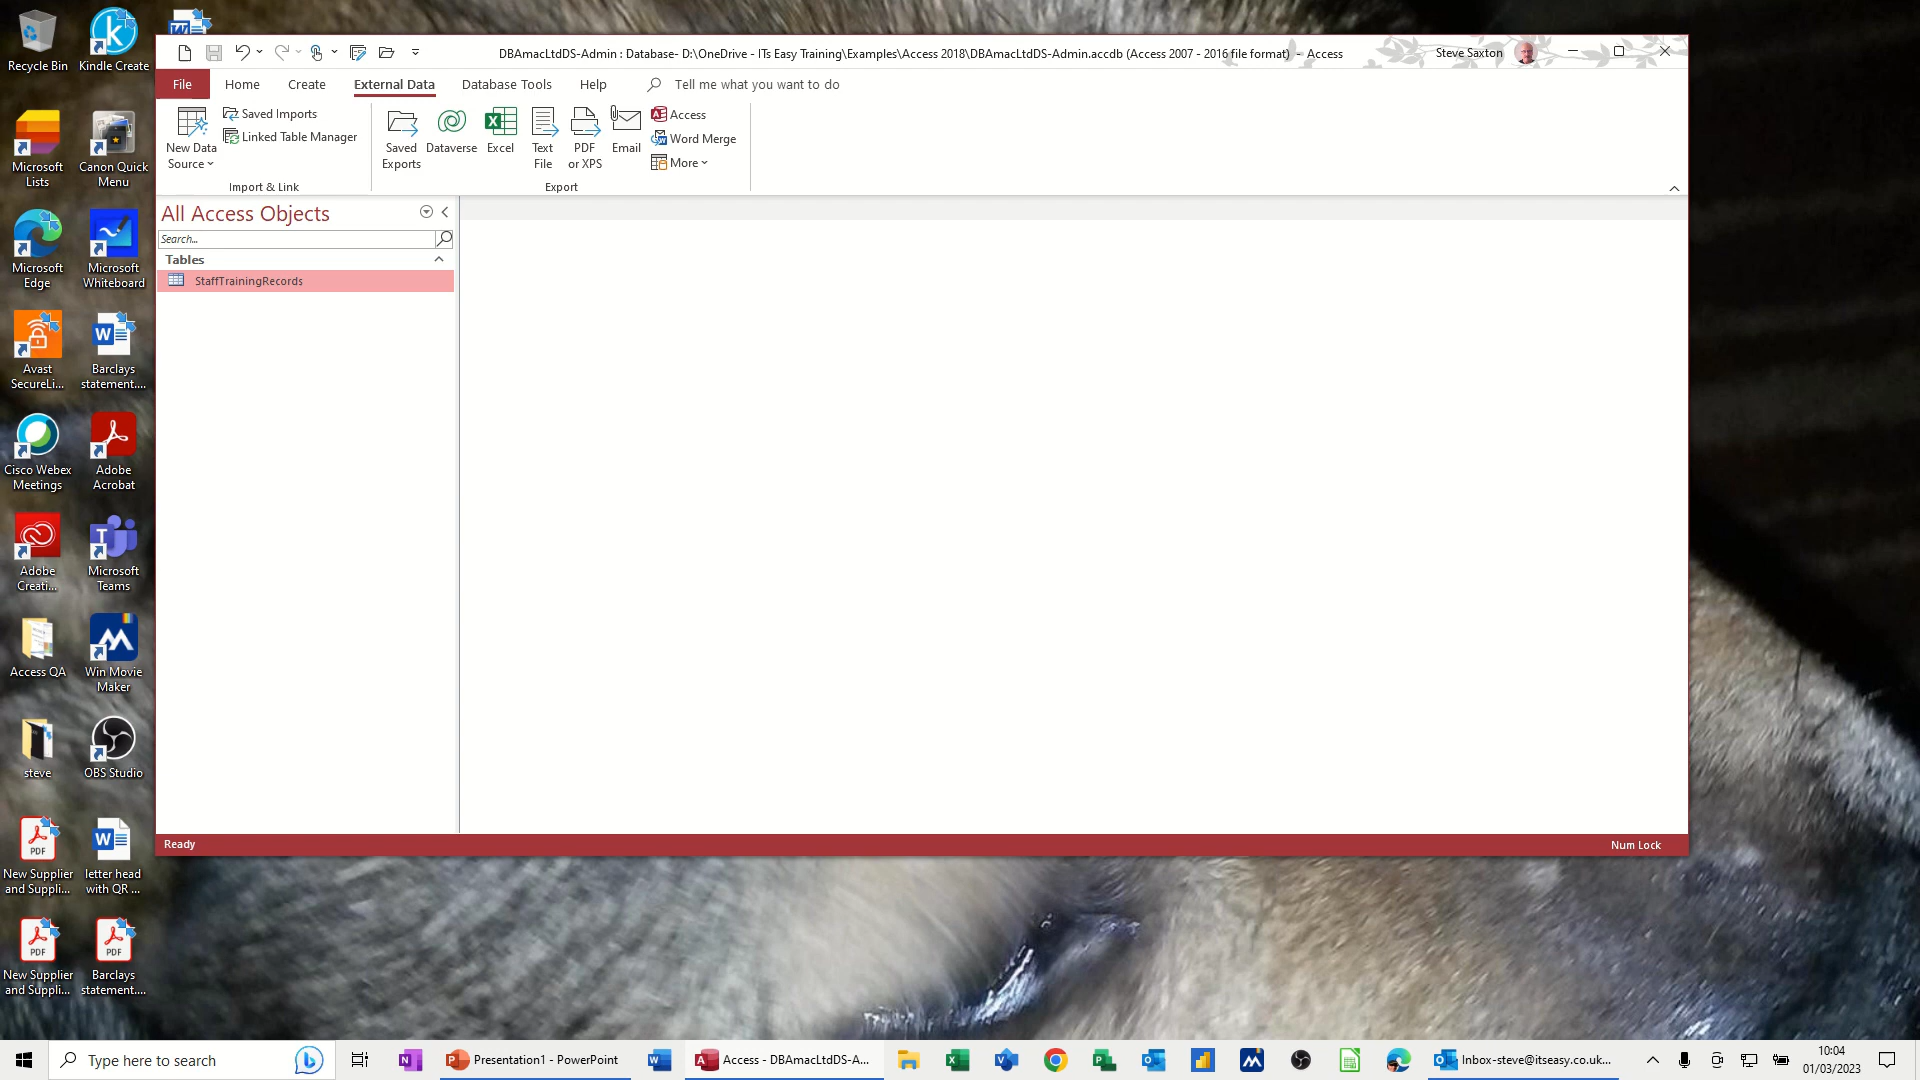 DBAmacLtdDS-Admin : Database- D:\OneDrive - ITs Easy Training\Examples\Access 2018\DBAmacLtdDS-Admin.accdb (Access 2007 - 2016 file format) - Access
Steve Saxton
File Home Create External Data Database Tools Help Tell me what you want to do
New Data Source
Saved Imports
Linked Table Manager
Import & Link
Saved Exports
Dataverse
Excel
Text File
PDF or XPS
Email
Access
Word Merge
More
Export
All Access Objects
Search...
Tables
StaffTrainingRecords
Ready
Num Lock
Recycle Bin
Kindle Create
Microsoft Lists
Canon Quick Menu
Microsoft Edge
Microsoft Whiteboard
Avast SecureLi...
Barclays statement....
Cisco Webex Meetings
Adobe Acrobat
Adobe Creati...
Microsoft Teams
Access QA
Win Movie Maker
steve
OBS Studio
New Supplier and Suppli...
letter head with QR ...
New Supplier and Suppli...
Barclays statement....
PDF
PDF
PDF
Type here to search
Presentation1 - PowerPoint
Access - DBAmacLtdDS-A...
Inbox-steve@itseasy.co.uk...
10:04
01/03/2023